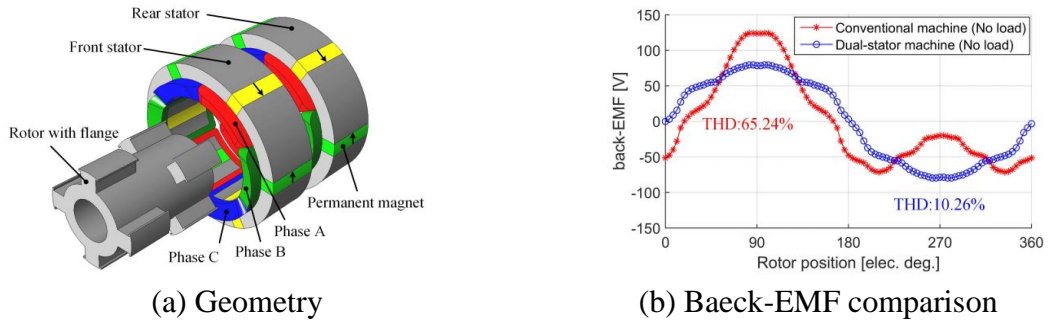 Rear stator
Front stator
Rotor with flange
Permanent magnet
Phase A
Phase B
Phase C
(a) Geometry
Conventional machine (No load)
Dual-stator machine (No load)
150
100
50
0
-50
-100
-150
back-EMF [V]
THD:65.24%
THD:10.26%
0
90
180
270
360
Rotor position [elec. deg.]
(b) Baeck-EMF comparison